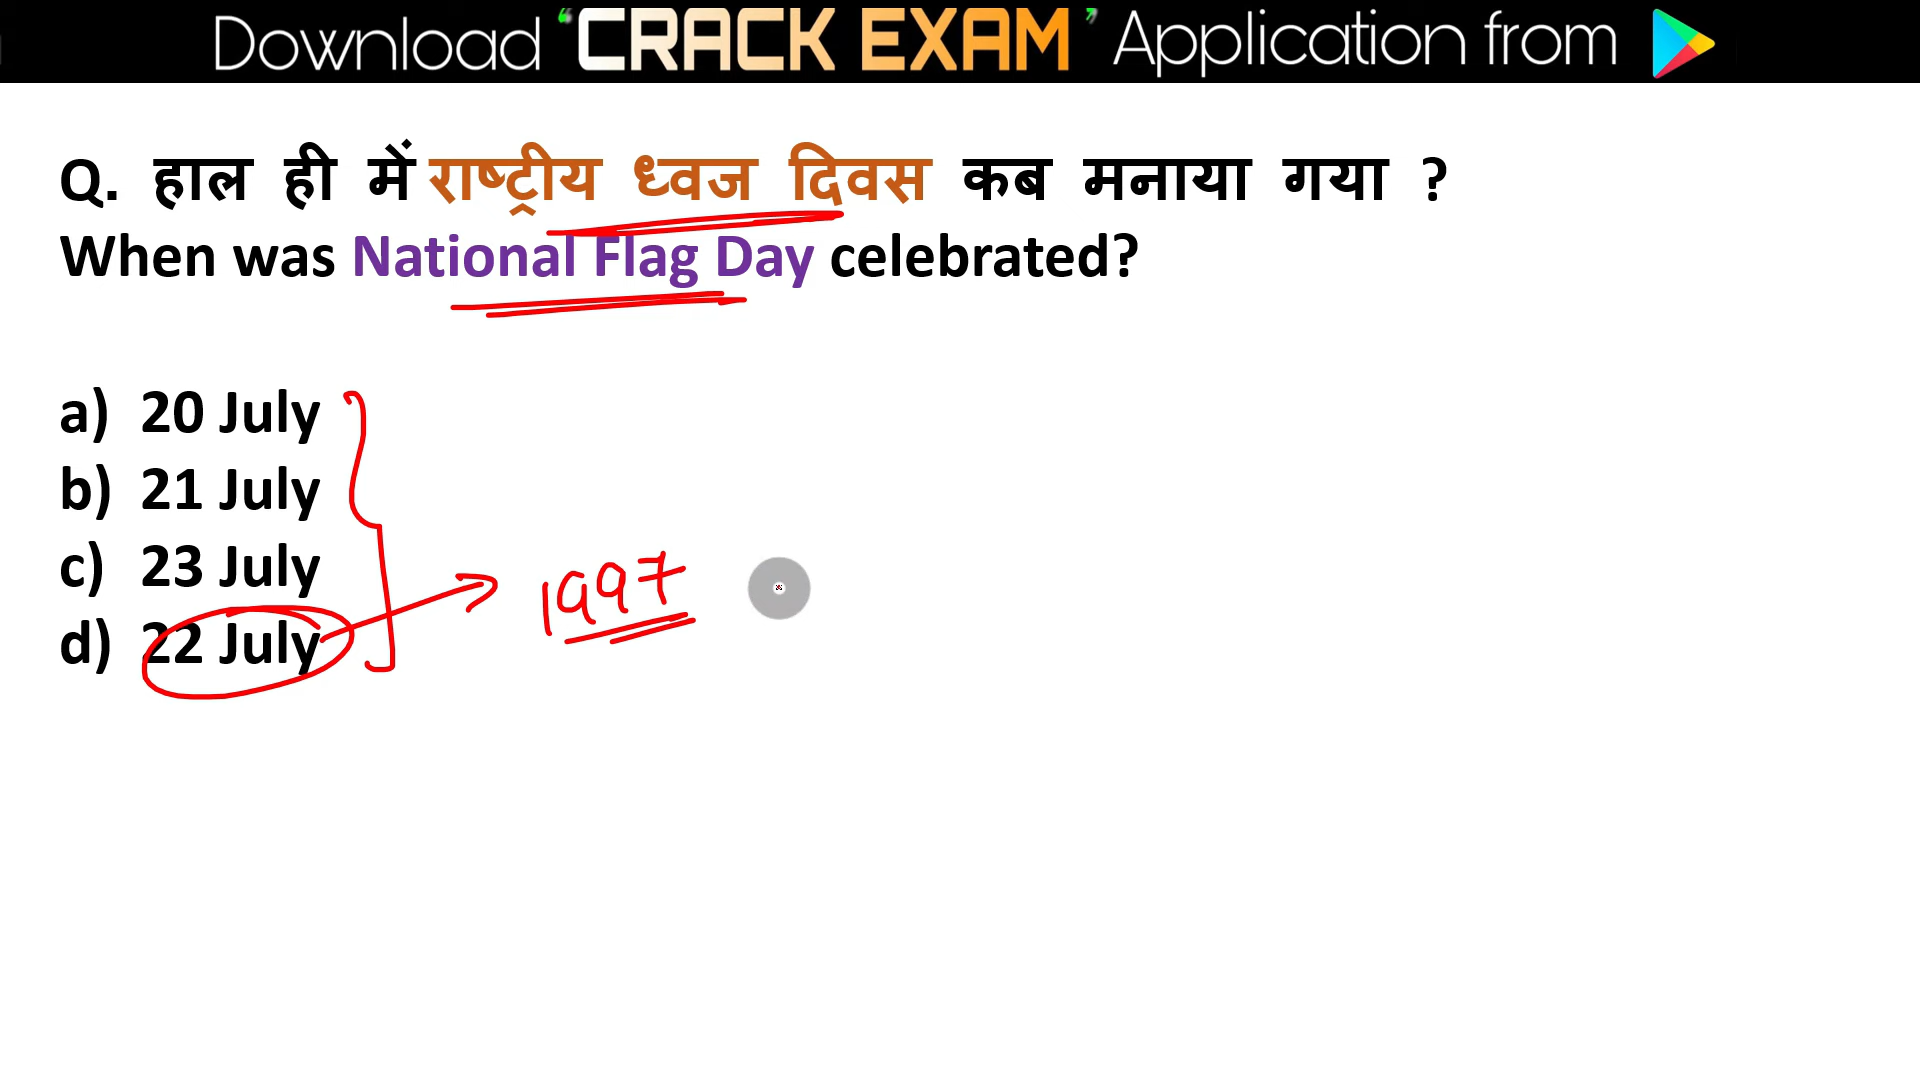 Download ‘CRACK EXAM’ Application from
Q. हाल ही में राष्ट्रीय ध्वज दिवस कब मनाया गया ?
When was National Flag Day celebrated?
a) 20 July
b) 21 July
c) 23 July
d) 22 July
1997